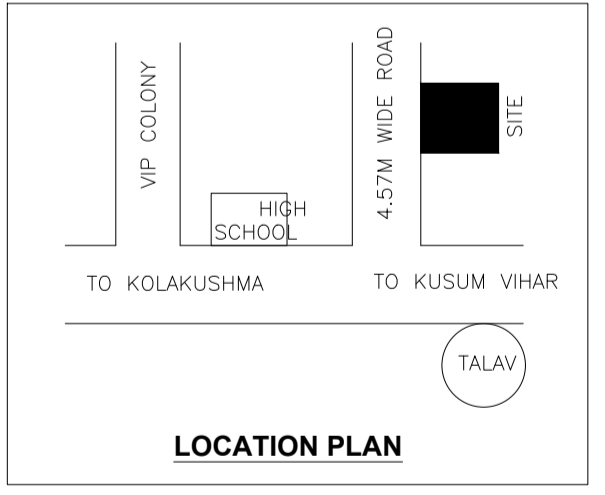 VIP COLONY
4.57M WIDE ROAD
SITE
HIGH
SCHOOL
TO KOLAKUSHMA
TO KUSUM VIHAR
TALAV
LOCATION PLAN